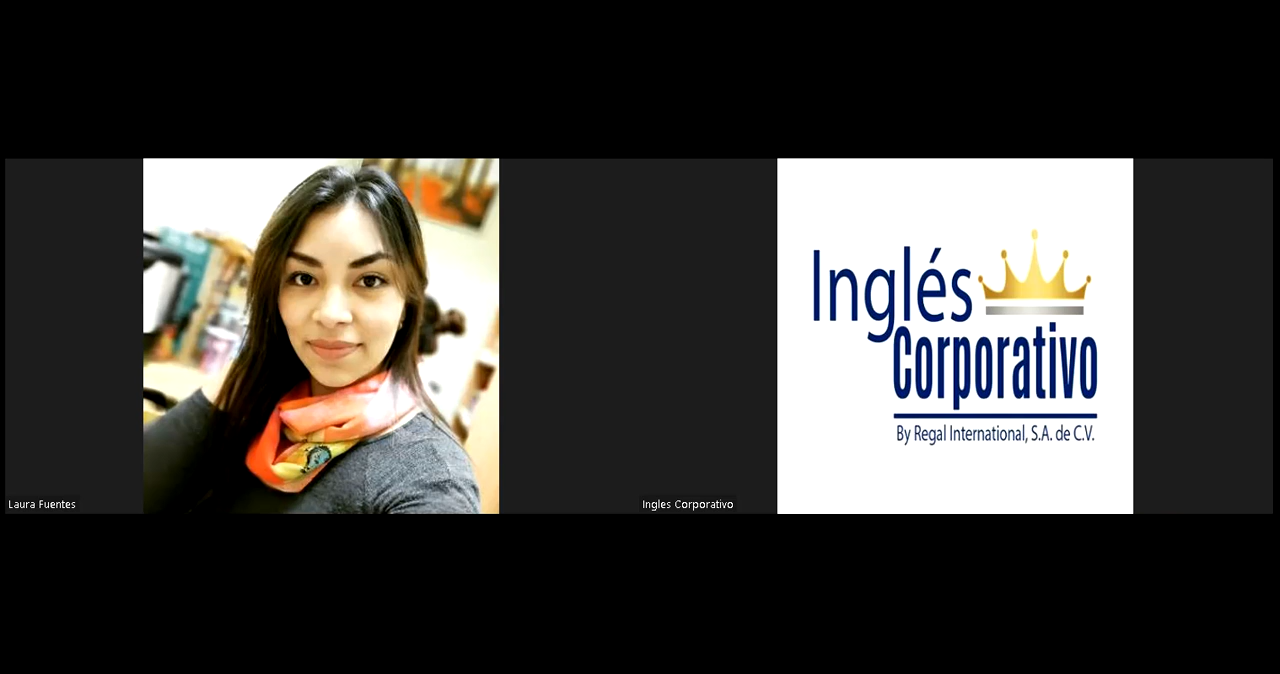 Inglés
Corporativo
By Regal International, S.A. de C.V.
Laura Fuentes
Ingles Corporativo